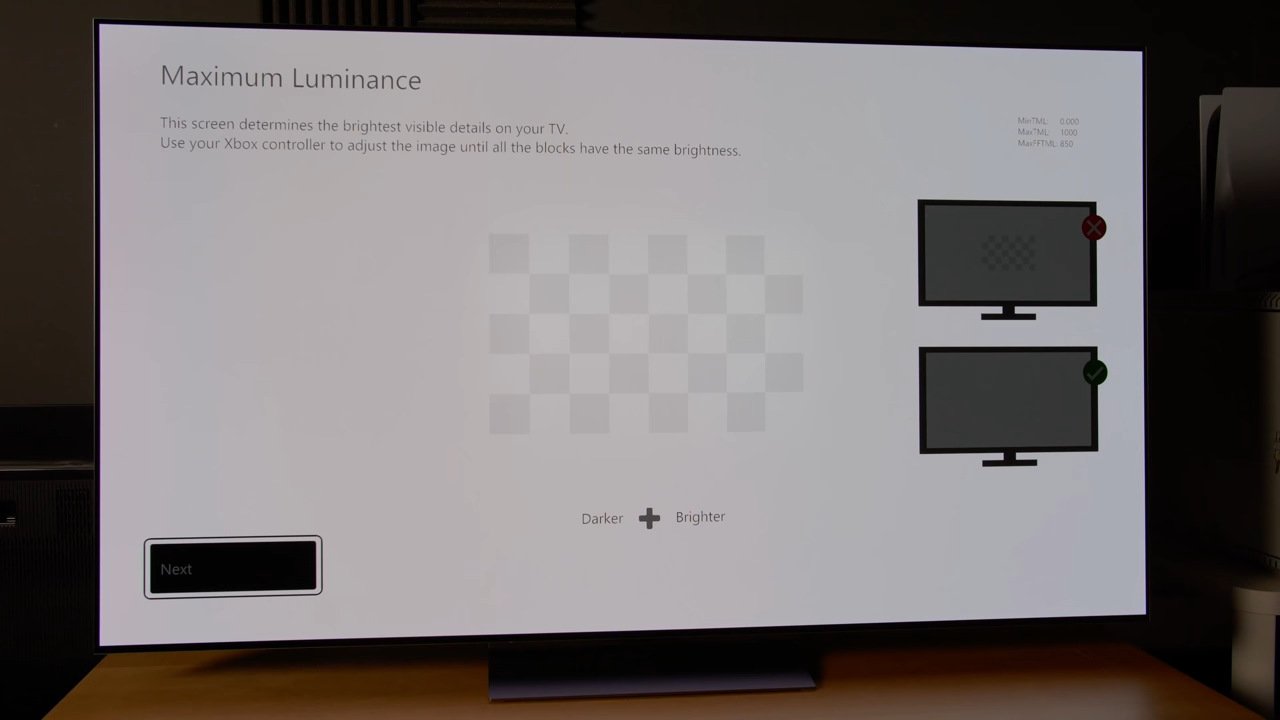 Maximum Luminance
This screen determines the brightest visible details on your TV.
Use your Xbox controller to adjust the image until all the blocks have the same brightness.
MinTML: 0.000
MaxTML: 1000
MaxFFTML: 850
Darker Brighter
Next